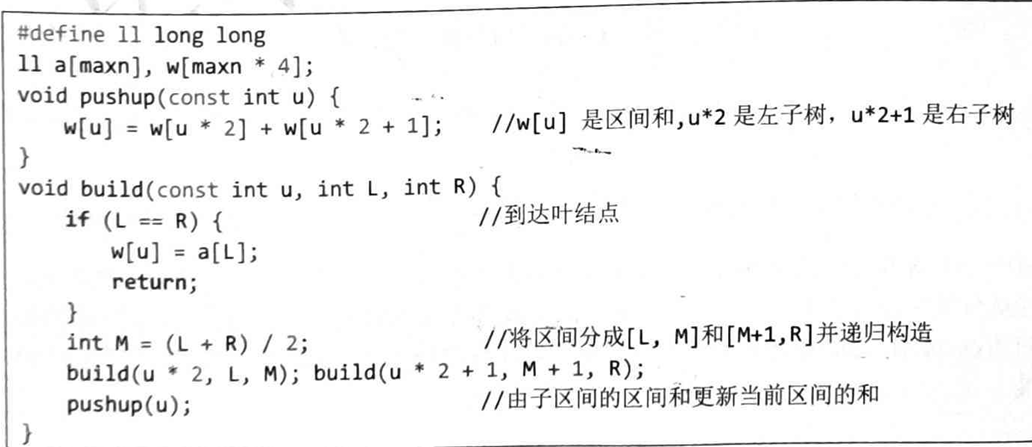 #define ll long long
ll a[maxn], w[maxn * 4];
void pushup(const int u) {
    w[u] = w[u * 2] + w[u * 2 + 1];    //w[u] 是区间和,u*2 是左子树，u*2+1 是右子树
}
void build(const int u, int L, int R) {
    if (L == R) {    //到达叶结点
        w[u] = a[L];
        return;
    }
    int M = (L + R) / 2;    //将区间分成[L, M]和[M+1,R]并递归构造
    build(u * 2, L, M); build(u * 2 + 1, M + 1, R);
    pushup(u);    //由子区间的区间和更新当前区间的和
}